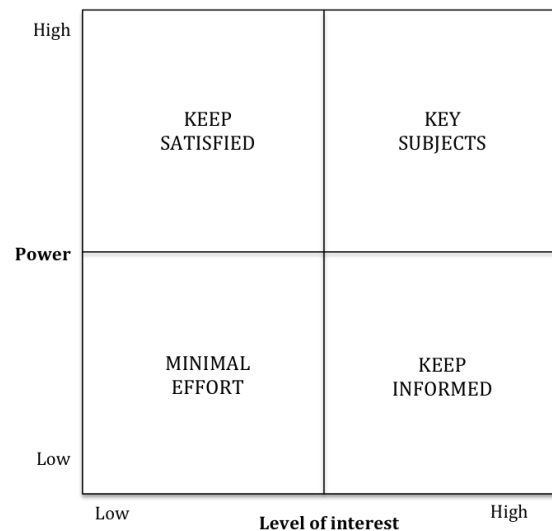 High
KEEP
SATISFIED
KEY
SUBJECTS
Power
MINIMAL
EFFORT
KEEP
INFORMED
Low
Low
Level of interest
High